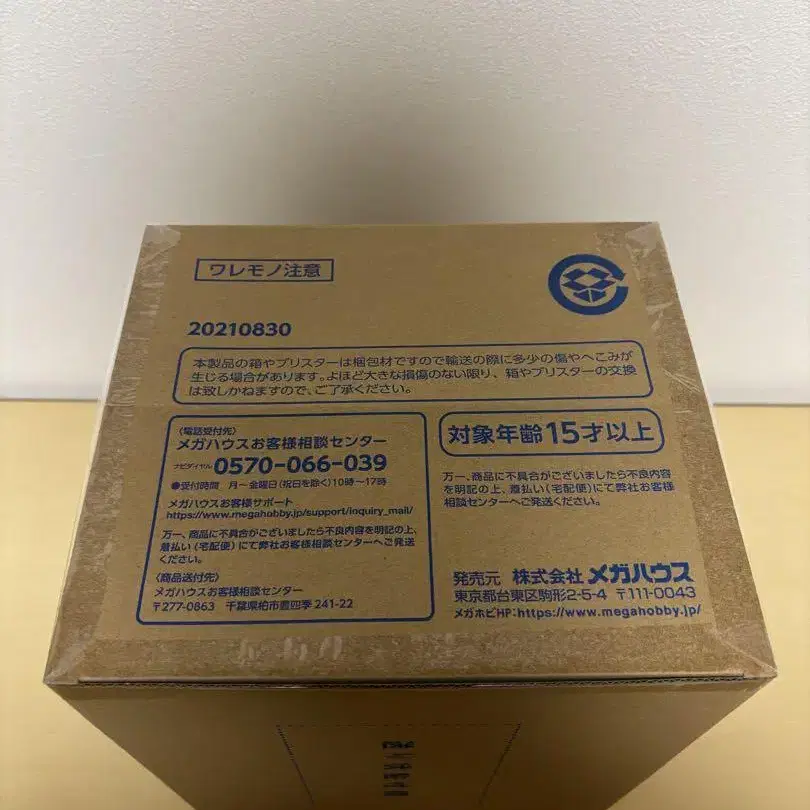 ワレモノ注意
20210830
本製品の箱やブリスターは梱包材ですので輸送の際に多少の傷やへこみが
生じる場合があります。よほど大きな損傷のない限り、箱やブリスターの交換
は致しかねますので、ご了承ください。
〈電話受付先〉
メガハウスお客様相談センター
ナビダイヤル 0570-066-039
●受付時間 月～金曜日(祝日を除く)10時～17時
メガハウスお客様サポート
https://www.megahobby.jp/support/inquiry_mail/
万一、商品に不具合がございましたら不良内容を明記の上、
着払い(宅配便)にて弊社お客様相談センターへご発送
ください。
〈商品送付先〉
メガハウスお客様相談センター
〒277-0863 千葉県柏市豊四季241-22
対象年齢15才以上
万一、商品に不具合がございましたら不良内容
を明記の上、着払い(宅配便)にて弊社お客様
相談センターへご発送ください。
発売元 株式会社メガハウス
東京都台東区駒形2-5-4 〒111-0043
メガホビHP:https://www.megahobby.jp/